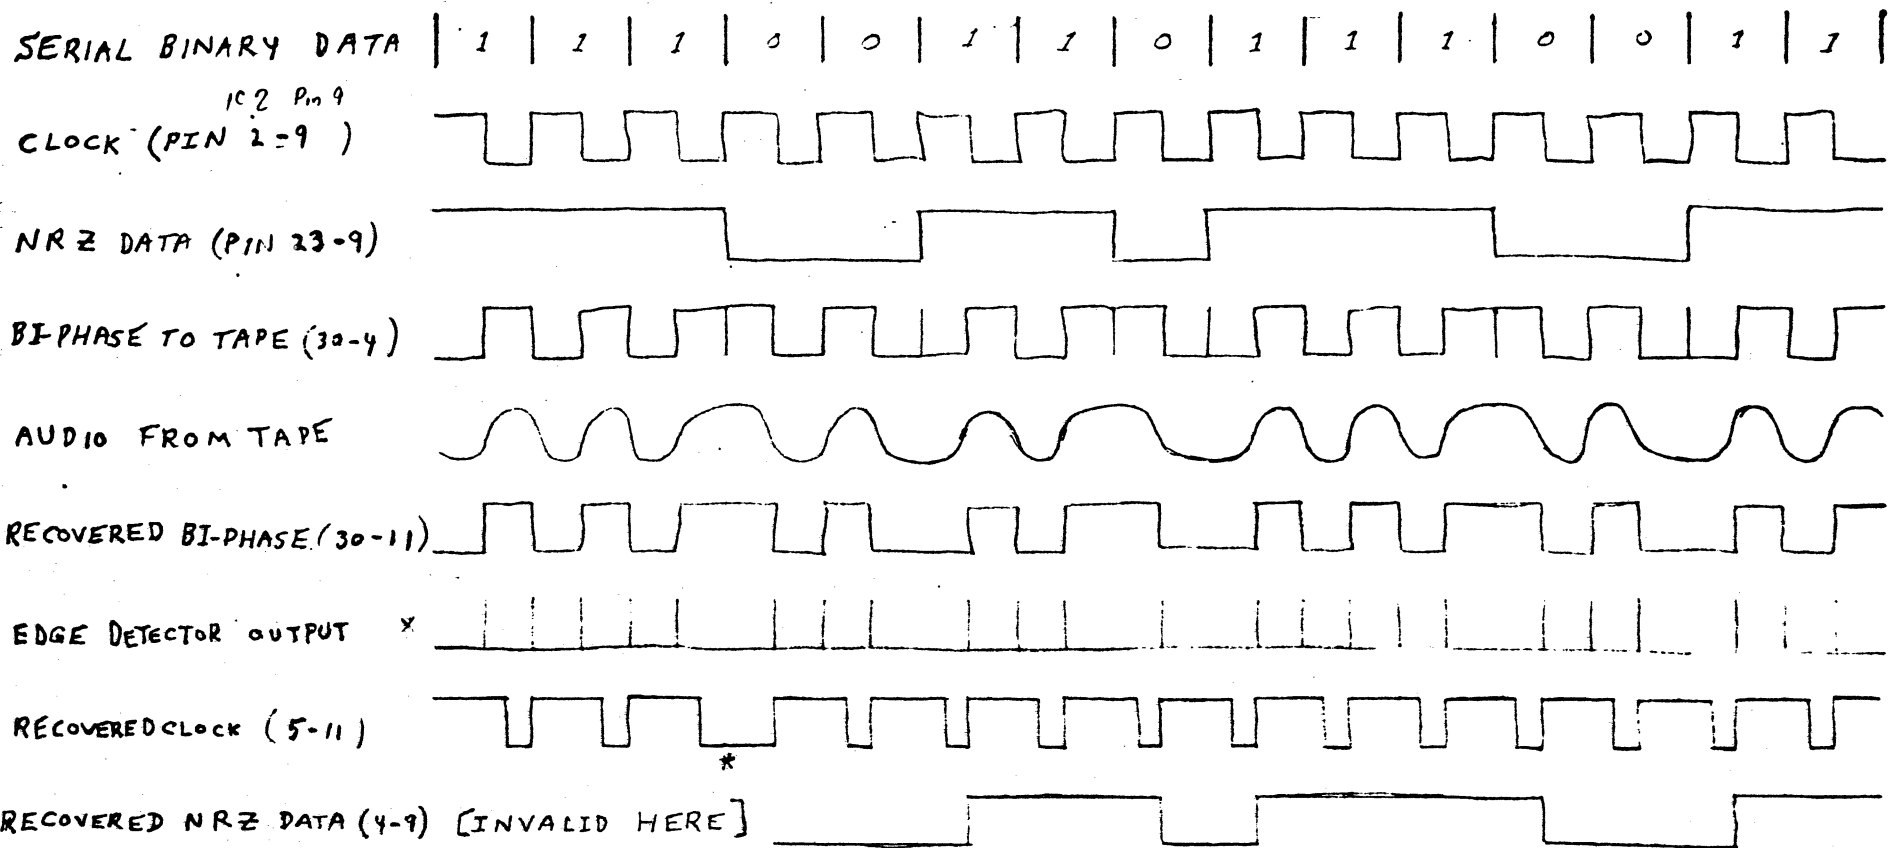 SERIAL BINARY DATA | 1 | 1 | 1 | 0 | 0 | 1 | 1 | 0 | 1 | 1 | 1 | 0 | 0 | 1 | 1 |
IC2 Pin 9
CLOCK (PIN 2-9)
NRZ DATA (PIN 23-9)
BI-PHASE TO TAPE (30-4)
AUDIO FROM TAPE
RECOVERED BI-PHASE (30-11)
EDGE DETECTOR OUTPUT *
RECOVERED CLOCK (5-11)
*
RECOVERED NRZ DATA (4-9) [INVALID HERE]